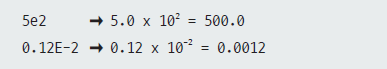 5e2 → 5.0 x 10² = 500.0
0.12E-2 → 0.12 x 10⁻² = 0.0012